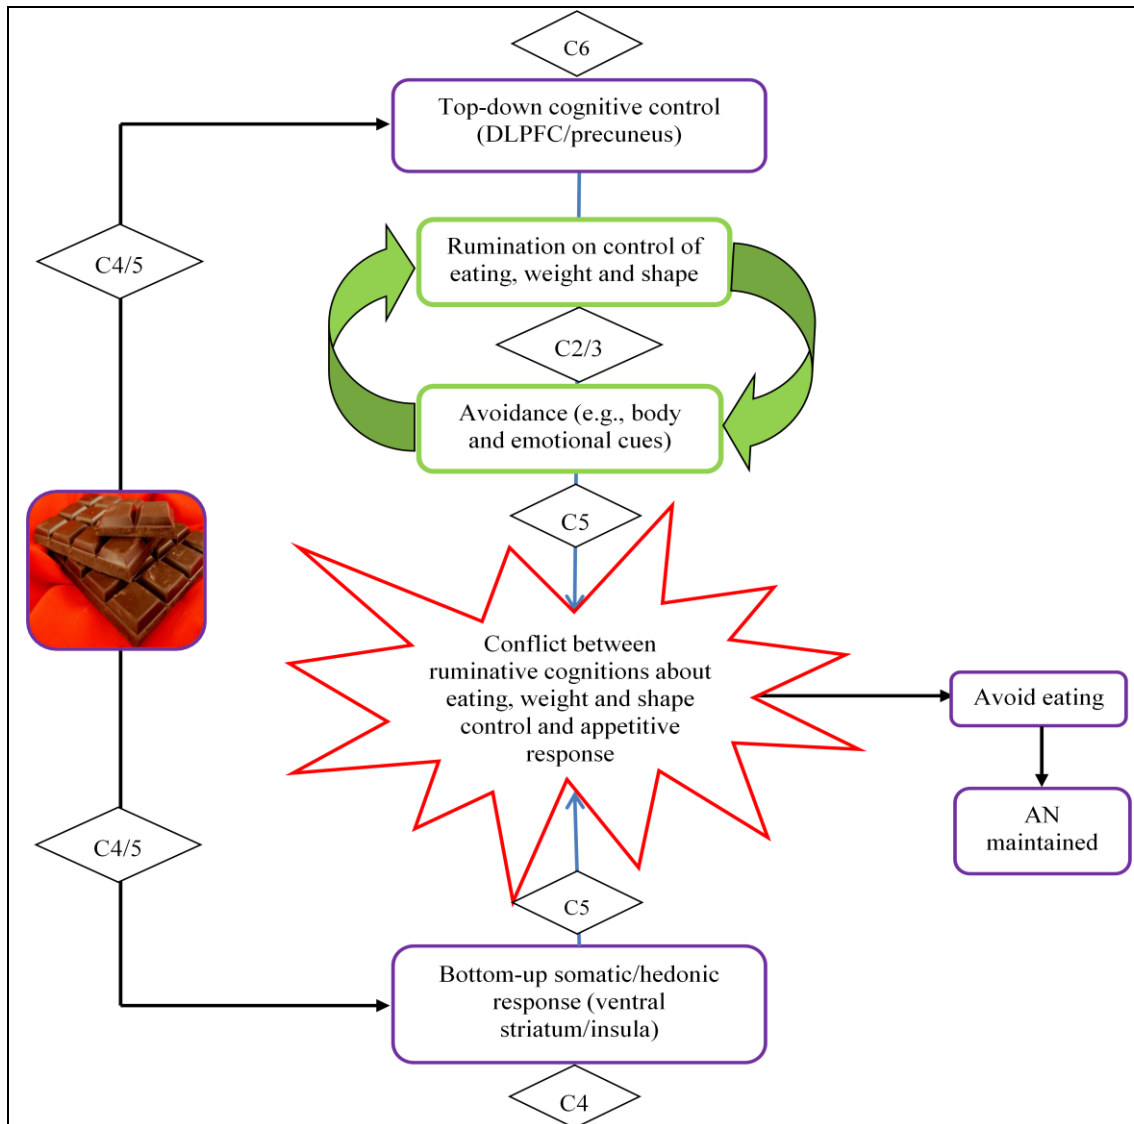 C6
Top-down cognitive control
(DLPFC/precuneus)
C4/5
Rumination on control of
eating, weight and shape
C2/3
Avoidance (e.g., body
and emotional cues)
C5
Conflict between
ruminative cognitions about
eating, weight and shape
control and appetitive
response
Avoid eating
AN
maintained
C4/5
C5
Bottom-up somatic/hedonic
response (ventral
striatum/insula)
C4